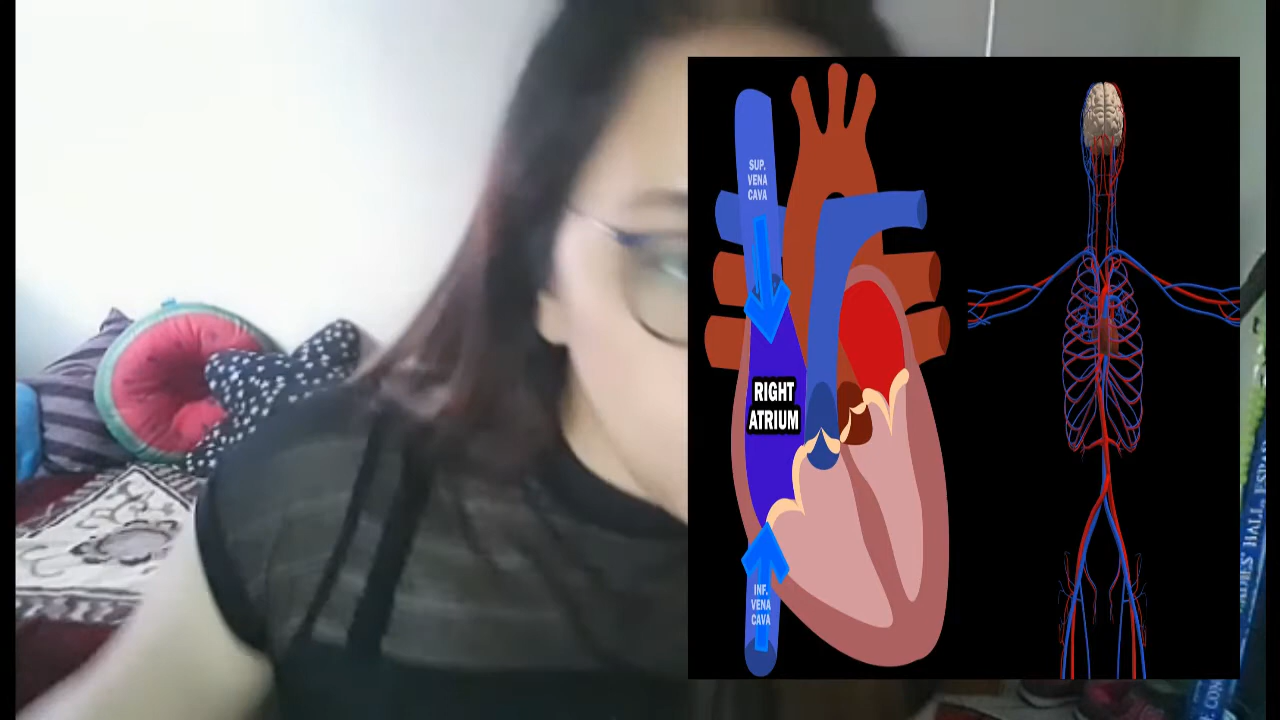 SUP.
VENA
CAVA
RIGHT
ATRIUM
INF.
VENA
CAVA